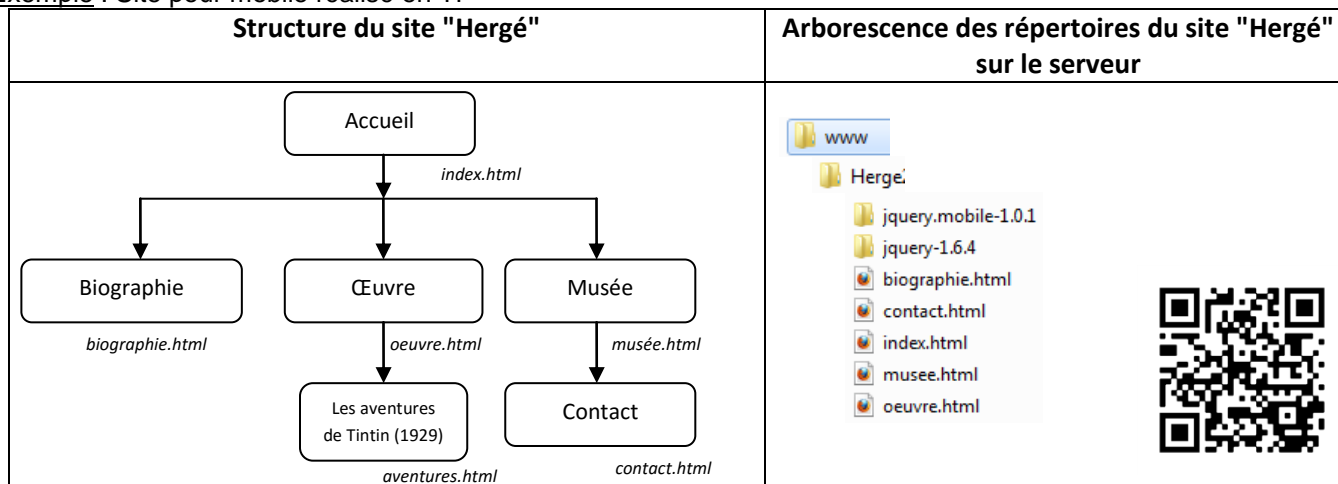 Exemple : Site pour mobile réalisé en
Structure du site "Hergé"
Arborescence des répertoires du site "Hergé"
sur le serveur
Accueil
index.html
Biographie
Œuvre
Musée
biographie.html
oeuvre.html
musée.html
Les aventures
de Tintin (1929)
Contact
aventures.html
contact.html
www
jquery.mobile-1.0.1
jquery-1.6.4
biographie.html
contact.html
index.html
musee.html
oeuvre.html